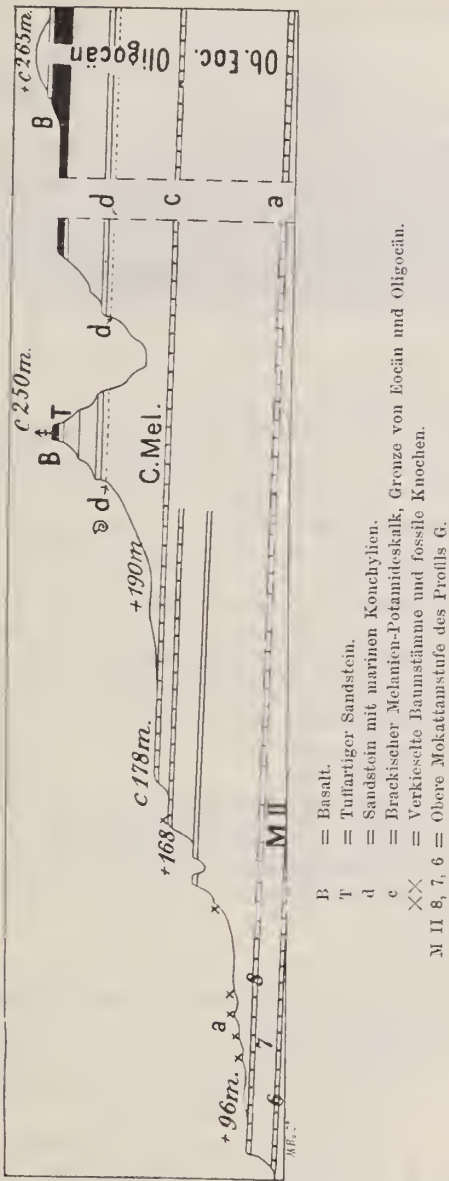 +96m.
a
+168
c 178m.
+190m
d
B
T
c 250m.
d
d
B
+c265m.
C.Mel.
c
a
Oligocän
Ob. Eoc.
M II
6
7
8
B = Basalt.
T = Tuffartiger Sandstein.
d = Sandstein mit marinen Konchylien.
c = Brackischer Melanien-Potamideskalk, Grenze von Eocän und Oligocän.
×× = Verkieselte Baumstämme und fossile Knochen.
M II 8, 7, 6 = Obere Mokattamstufe des Profils G.